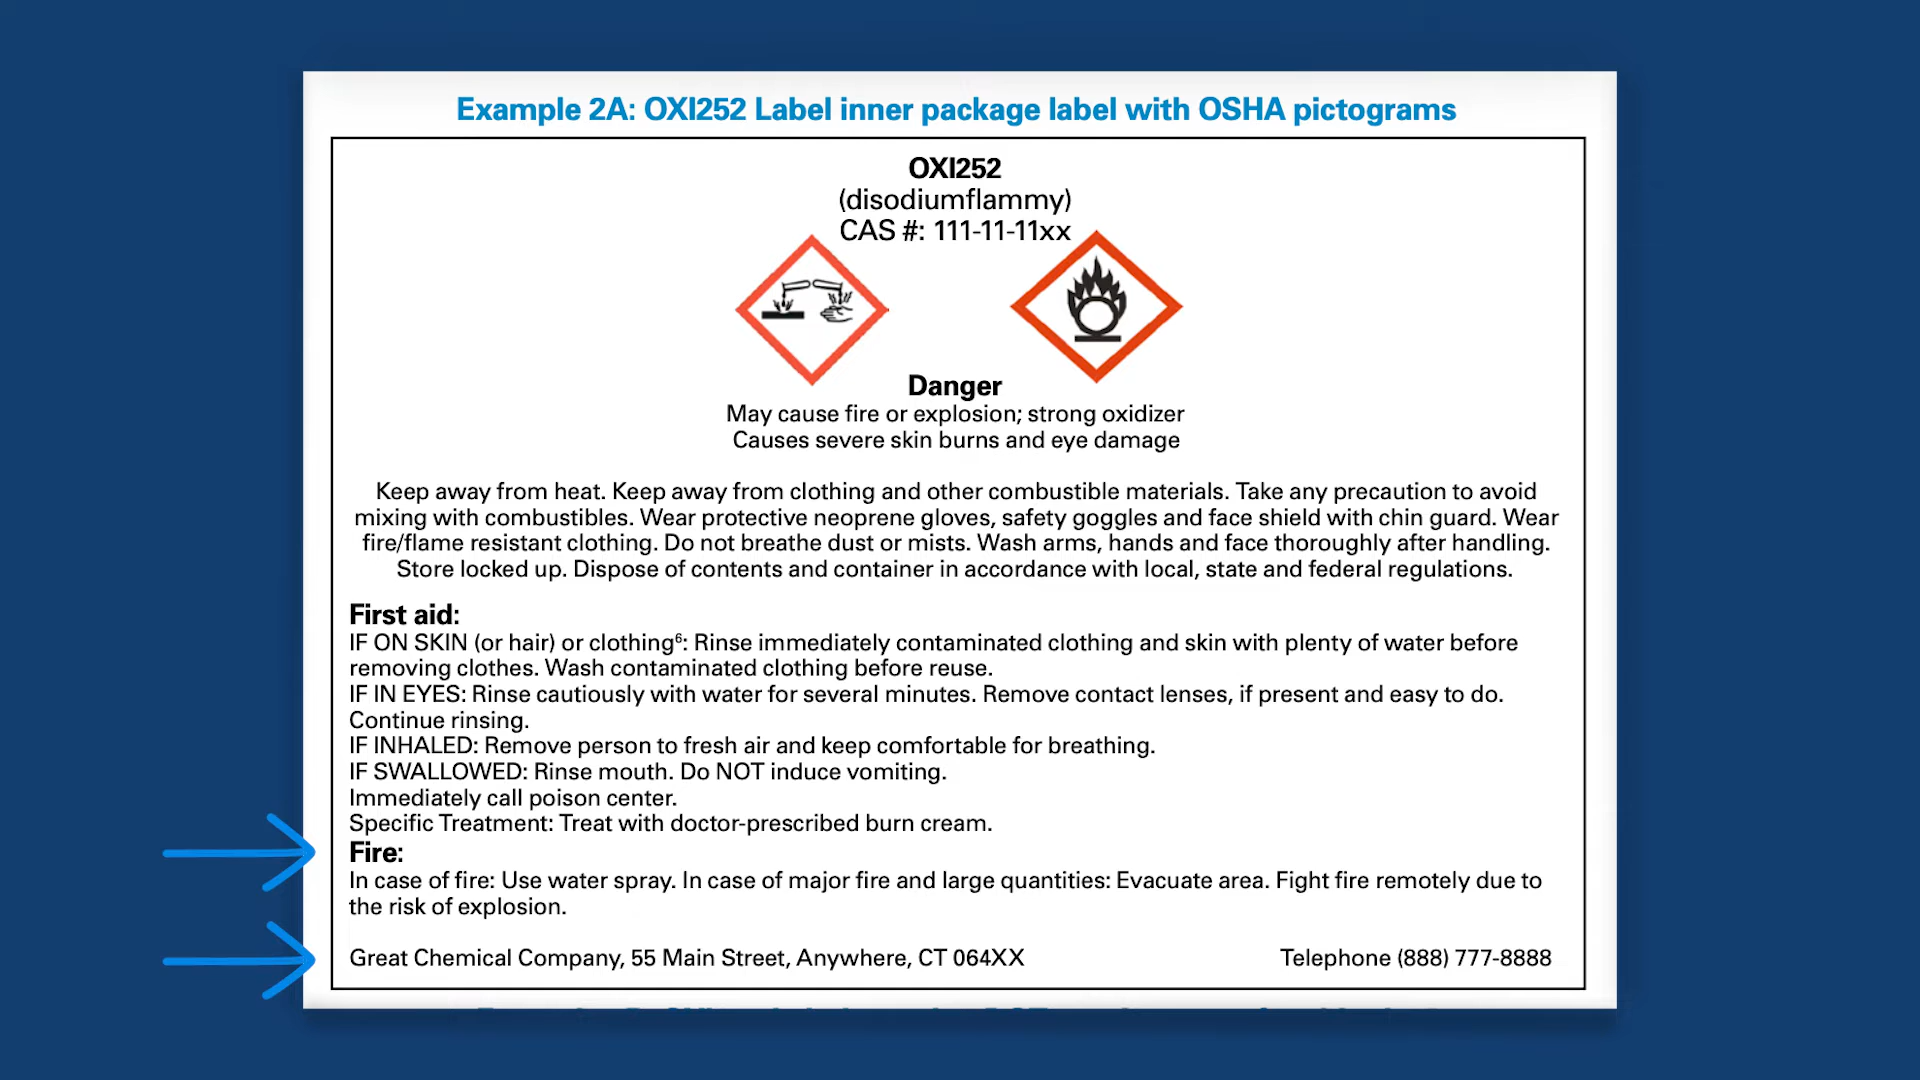 Example 2A: OXI252 Label inner package label with OSHA pictograms
OXI252
(disodiumflammy)
CAS #: 111-11-11xx
Danger
May cause fire or explosion; strong oxidizer
Causes severe skin burns and eye damage
Keep away from heat. Keep away from clothing and other combustible materials. Take any precaution to avoid
mixing with combustibles. Wear protective neoprene gloves, safety goggles and face shield with chin guard. Wear
fire/flame resistant clothing. Do not breathe dust or mists. Wash arms, hands and face thoroughly after handling.
Store locked up. Dispose of contents and container in accordance with local, state and federal regulations.
First aid:
IF ON SKIN (or hair) or clothing⁶: Rinse immediately contaminated clothing and skin with plenty of water before
removing clothes. Wash contaminated clothing before reuse.
IF IN EYES: Rinse cautiously with water for several minutes. Remove contact lenses, if present and easy to do.
Continue rinsing.
IF INHALED: Remove person to fresh air and keep comfortable for breathing.
IF SWALLOWED: Rinse mouth. Do NOT induce vomiting.
Immediately call poison center.
Specific Treatment: Treat with doctor-prescribed burn cream.
Fire:
In case of fire: Use water spray. In case of major fire and large quantities: Evacuate area. Fight fire remotely due to
the risk of explosion.
Great Chemical Company, 55 Main Street, Anywhere, CT 064XX Telephone (888) 777-8888